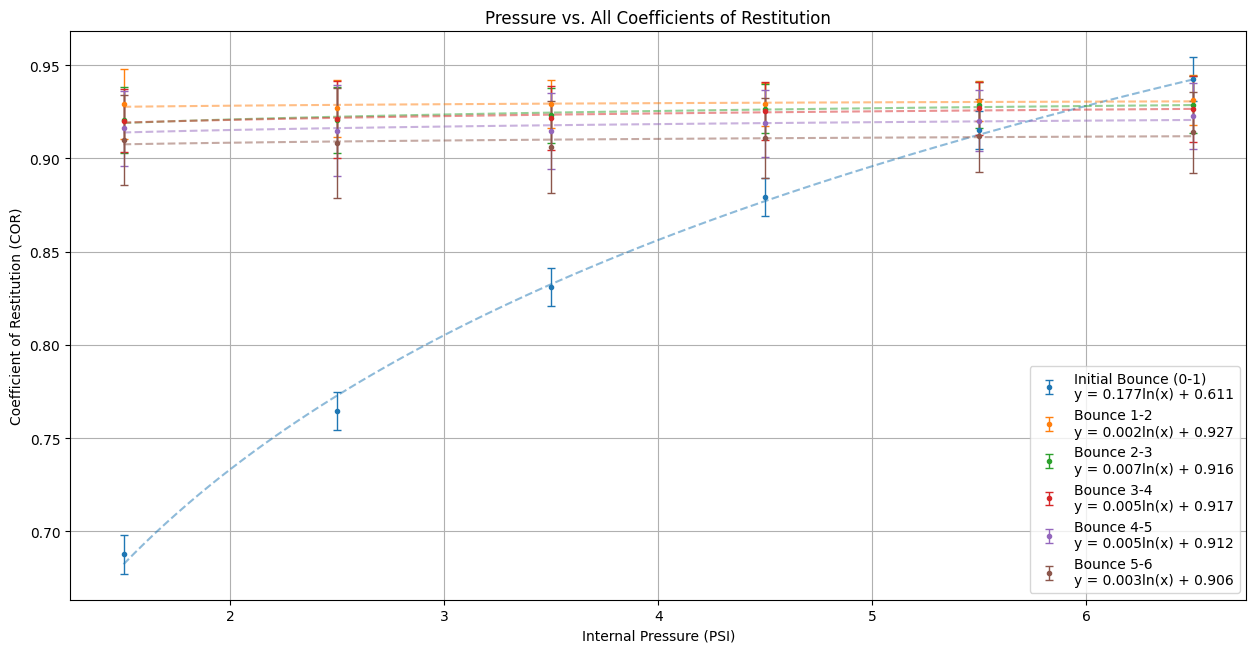 Pressure vs. All Coefficients of Restitution
Coefficient of Restitution (COR)
0.95
0.90
0.85
0.80
0.75
0.70
2
3
4
5
6
Internal Pressure (PSI)
Initial Bounce (0-1)
y = 0.177ln(x) + 0.611
Bounce 1-2
y = 0.002ln(x) + 0.927
Bounce 2-3
y = 0.007ln(x) + 0.916
Bounce 3-4
y = 0.005ln(x) + 0.917
Bounce 4-5
y = 0.005ln(x) + 0.912
Bounce 5-6
y = 0.003ln(x) + 0.906